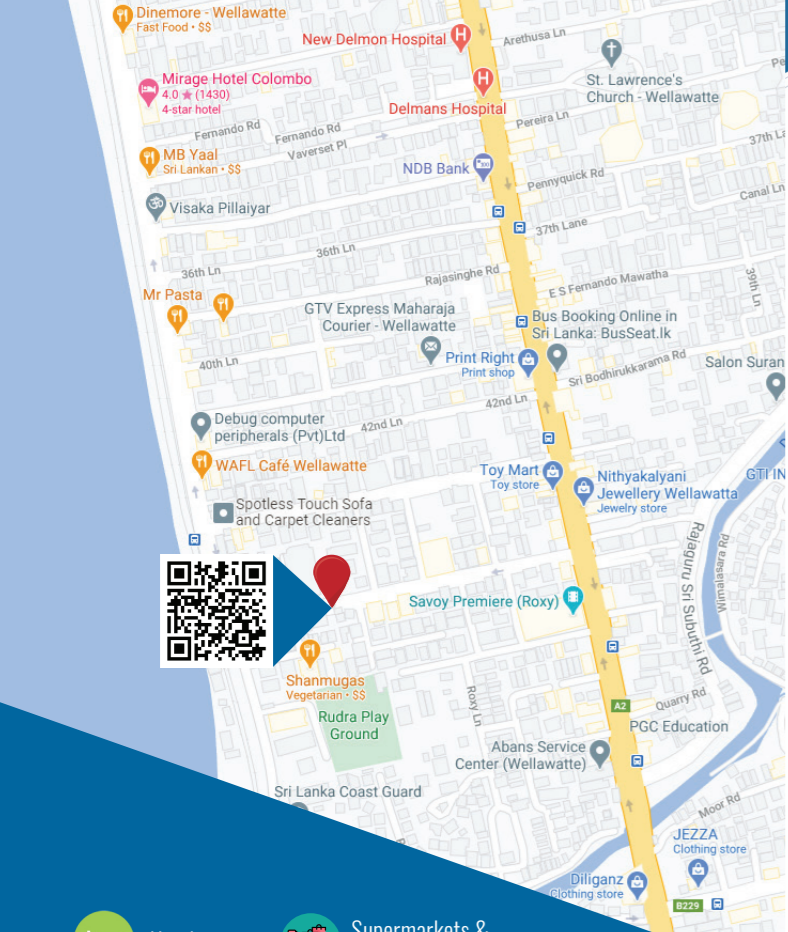 Dinemore - Wellawatte
Fast Food • $$
New Delmon Hospital
Arethusa Ln
St. Lawrence's
Church - Wellawatte
Mirage Hotel Colombo
4.0 ★ (1430)
4-star hotel
Delmans Hospital
Pereira Ln
Fernando Rd
Fernando Rd
Vaverset Pl
37th La
MB Yaal
Sri Lankan • $$
NDB Bank
Pennyquick Rd
Canal Ln
Visaka Pillaiyar
37th Lane
36th Ln
36th Ln
Rajasinghe Rd
E S Fernando Mawatha
39th Ln
Mr Pasta
GTV Express Maharaja
Courier - Wellawatte
Bus Booking Online in
Sri Lanka: BusSeat.lk
Print Right
Print shop
40th Ln
Sri Bodhirukkarama Rd
Salon Suran
42nd Ln
42nd Ln
Debug computer
peripherals (Pvt)Ltd
WAFL Café Wellawatte
Toy Mart
Toy store
Nithyakalyani
Jewellery Wellawatta
Jewelry store
GTI IN
Spotless Touch Sofa
and Carpet Cleaners
Rajaguru Sri Subuthi Rd
Wimalasara Rd
Savoy Premiere (Roxy)
Shanmugas
Vegetarian • $$
Rudra Play
Ground
Roxy Ln
Quarry Rd
A2
PGC Education
Abans Service
Center (Wellawatte)
Sri Lanka Coast Guard
Moor Rd
JEZZA
Clothing store
Diliganz
Clothing store
B229
Supermarkets &